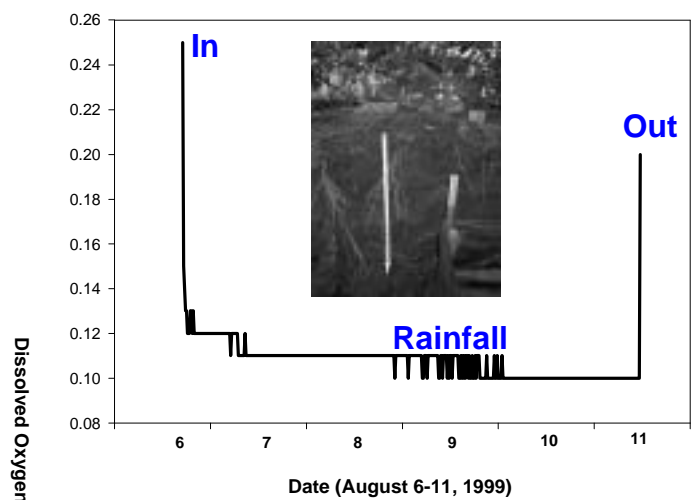 0.26
0.24
0.22
0.20
0.18
0.16
0.14
0.12
0.10
0.08
In
Out
Rainfall
6 7 8 9 10 11
Date (August 6-11, 1999)
Dissolved Oxygen